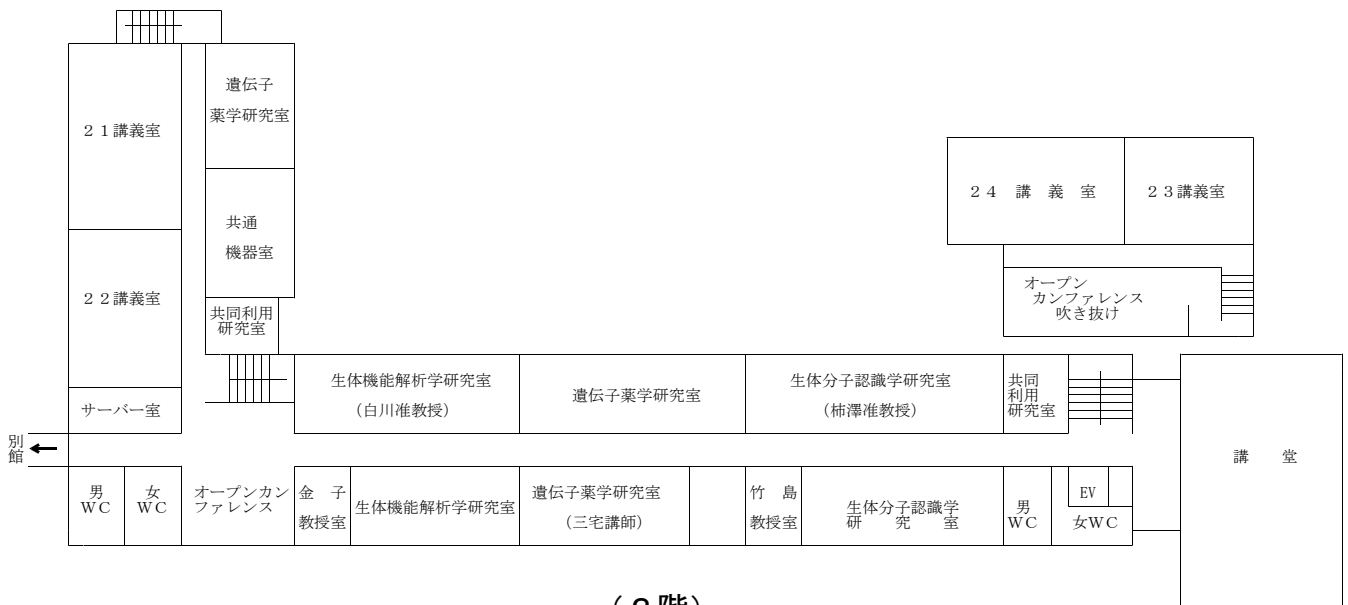 遺伝子
薬学研究室
２１講義室
共通
機器室
２４　講　義　室
２３講義室
２２講義室
共同利用
研究室
オープン
カンファレンス
吹き抜け
サーバー室
生体機能解析学研究室
（白川准教授）
遺伝子薬学研究室
生体分子認識学研究室
（柿澤准教授）
共同
利用
研究室
別
館
講　　堂
男
ＷＣ
女
ＷＣ
オープンカン
ファレンス
金　子
教授室
生体機能解析学研究室
遺伝子薬学研究室
（三宅講師）
竹　島
教授室
生体分子認識学
研　　究　　室
男
ＷＣ
EV
女ＷＣ
（２階）